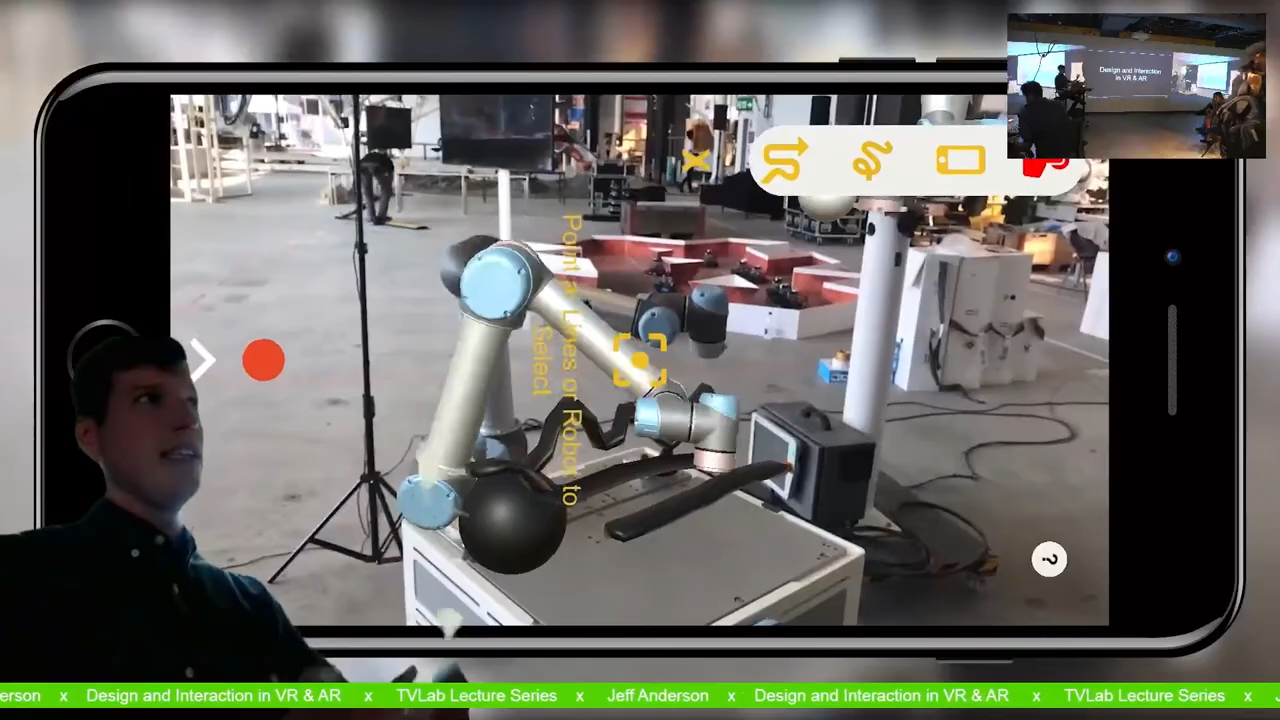 Design and Interaction
in VR & AR
Point a Lines or Robot to
Select
?
erson x Design and Interaction in VR & AR x TVLab Lecture Series x Jeff Anderson x Design and Interaction in VR & AR x TVLab Lecture Series x J